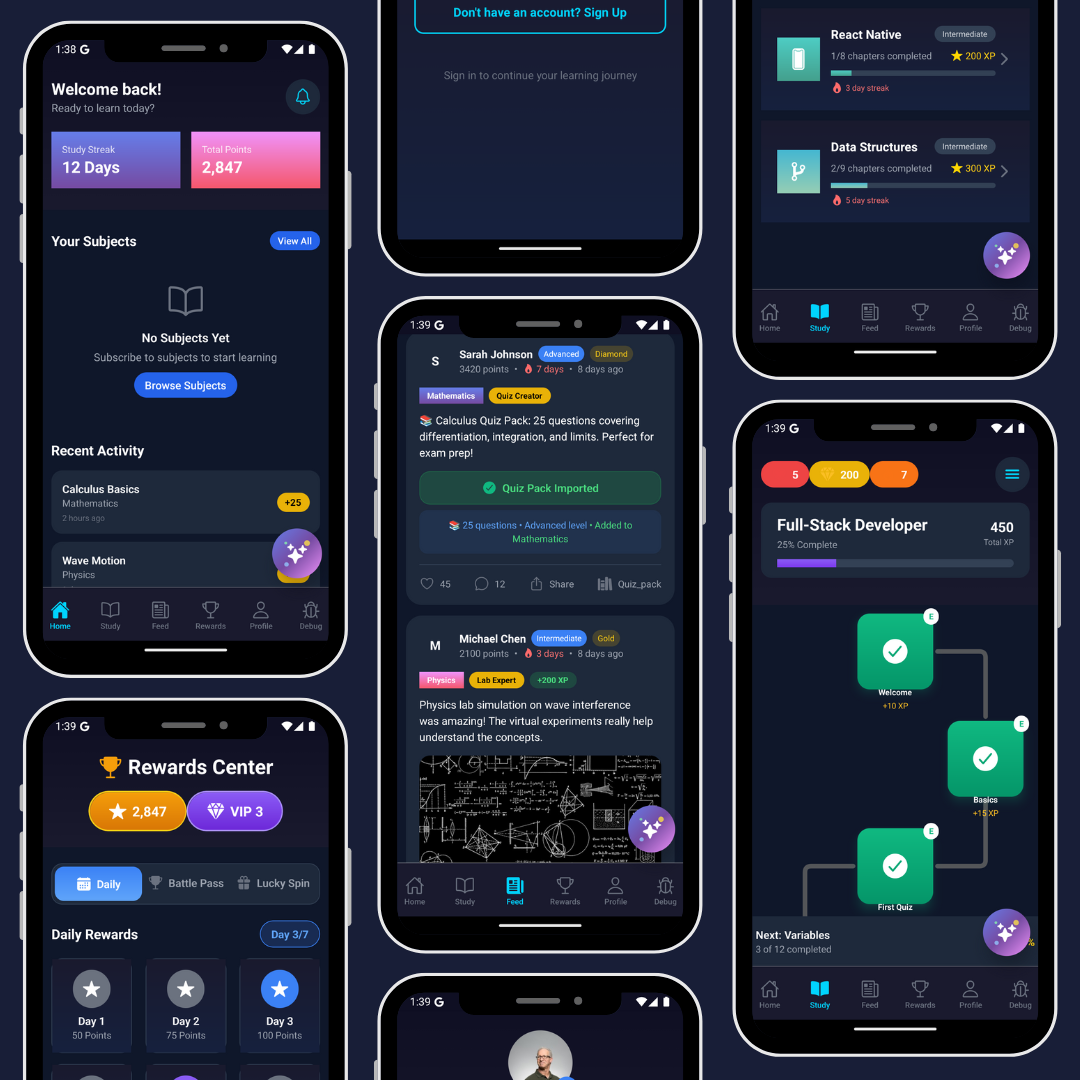 1:38 G
Welcome back!
Ready to learn today?
Study Streak
12 Days
Total Points
2,847
Your Subjects
View All
No Subjects Yet
Subscribe to subjects to start learning
Browse Subjects
Recent Activity
Calculus Basics
Mathematics
2 hours ago
+25
Wave Motion
Physics
Home
Study
Feed
Rewards
Profile
Debug
1:39 G
Rewards Center
2,847
VIP 3
Daily
Battle Pass
Lucky Spin
Daily Rewards
Day 3/7
Day 1
50 Points
Day 2
75 Points
Day 3
100 Points
Don't have an account? Sign Up
Sign in to continue your learning journey
1:39 G
S
Sarah Johnson
Advanced
Diamond
3420 points • 7 days • 8 days ago
Mathematics
Quiz Creator
📚 Calculus Quiz Pack: 25 questions covering
differentiation, integration, and limits. Perfect for
exam prep!
Quiz Pack Imported
📚 25 questions • Advanced level • Added to
Mathematics
45
12
Share
Quiz_pack
M
Michael Chen
Intermediate
Gold
2100 points • 3 days • 8 days ago
Physics
Lab Expert
+200 XP
Physics lab simulation on wave interference
was amazing! The virtual experiments really help
understand the concepts.
Home
Study
Feed
Rewards
Profile
Debug
1:39 G
React Native
Intermediate
1/8 chapters completed
200 XP
3 day streak
Data Structures
Intermediate
2/9 chapters completed
300 XP
5 day streak
Home
Study
Feed
Rewards
Profile
Debug
1:39 G
5
200
7
Full-Stack Developer
450
25% Complete
Total XP
E
Welcome
+10 XP
E
Basics
+15 XP
E
First Quiz
Next: Variables
3 of 12 completed
%
Home
Study
Feed
Rewards
Profile
Debug